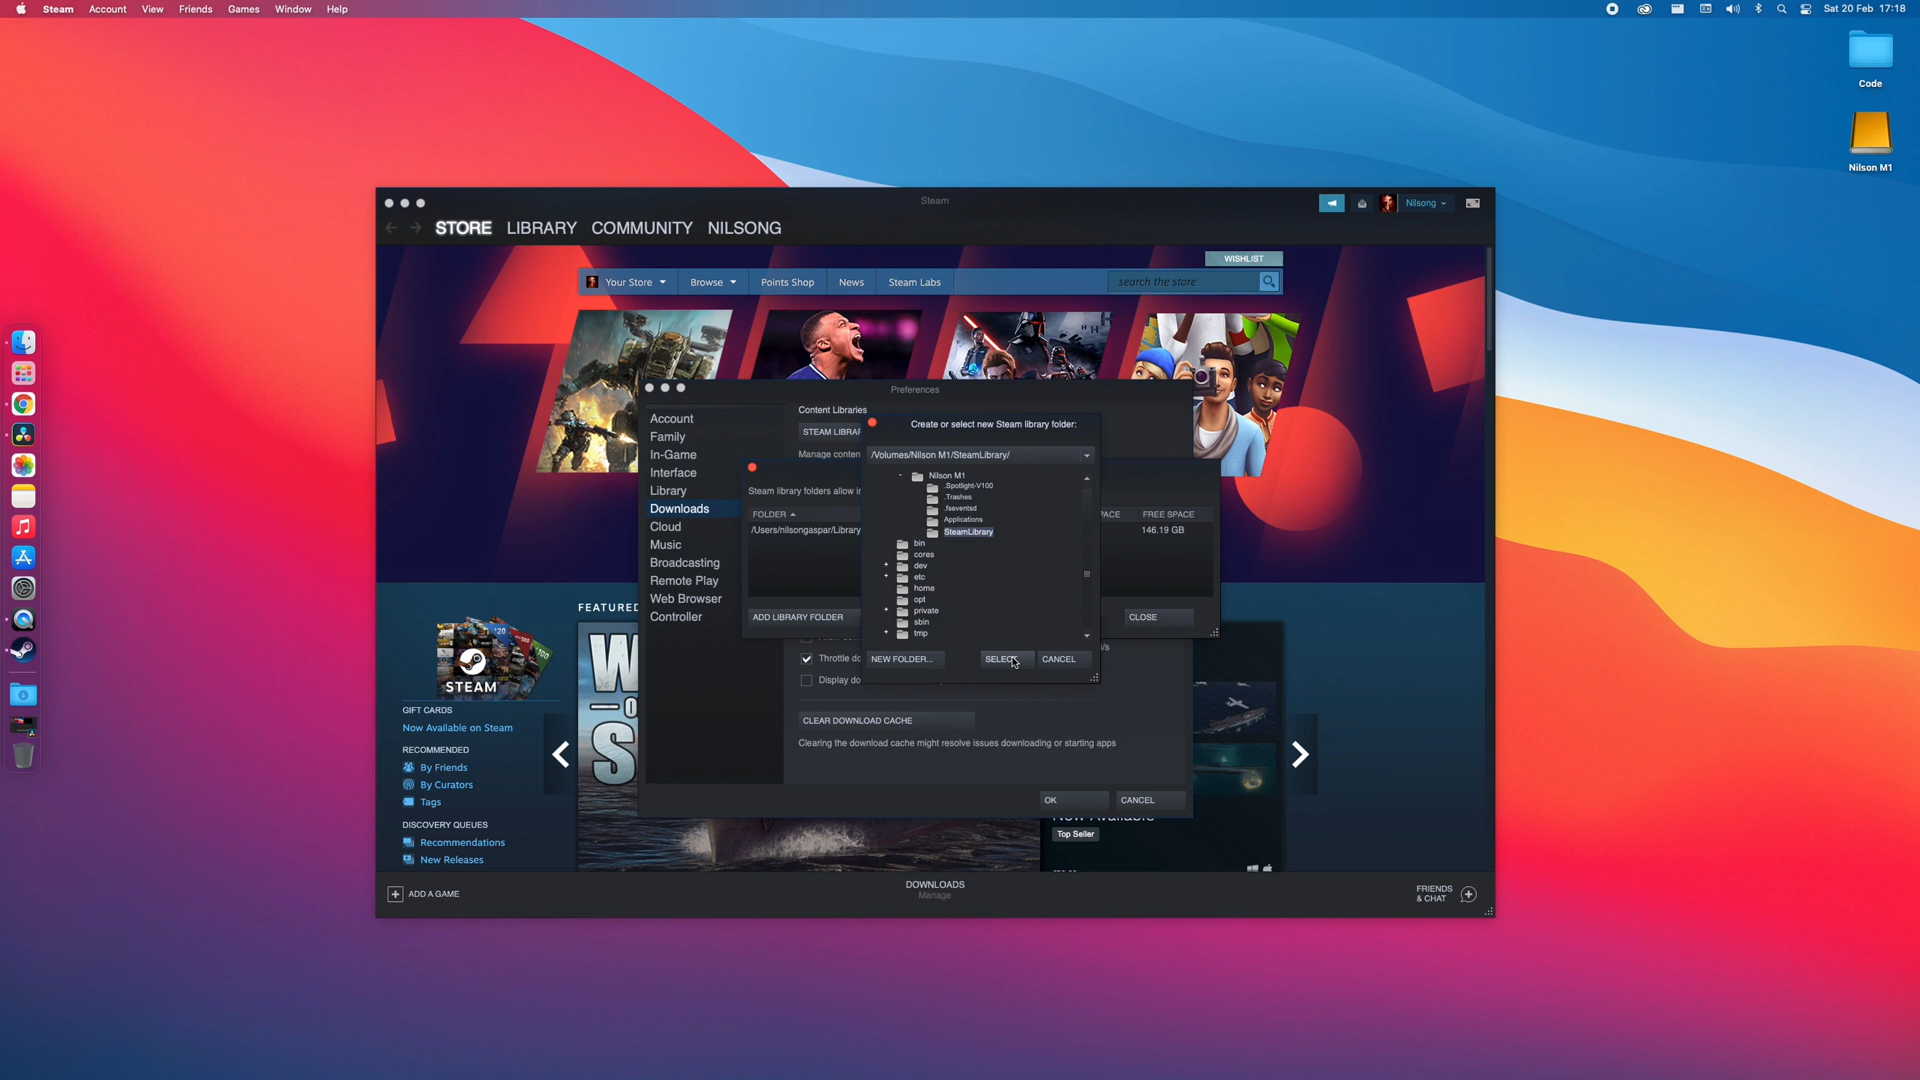 Steam Account View Friends Games Window Help
Sat 20 Feb 17:18
Code
Nilson M1
Steam
Nilsong
STORE LIBRARY COMMUNITY NILSONG
WISHLIST
Your Store Browse Points Shop News Steam Labs
search the store
Preferences
Account
Family
In-Game
Interface
Library
Downloads
Cloud
Music
Broadcasting
Remote Play
Web Browser
Controller
Content Libraries
STEAM LIBRAR
Manage conten
Steam library folders allow i
FOLDER
PACE FREE SPACE
/Users/nilsongaspar/Library
146.19 GB
ADD LIBRARY FOLDER
CLOSE
Create or select new Steam library folder:
/Volumes/Nilson M1/SteamLibrary/
Nilson M1
.Spotlight-V100
.Trashes
.fseventsd
Applications
SteamLibrary
bin
cores
dev
etc
home
opt
private
sbin
tmp
NEW FOLDER...
SELECT
CANCEL
Throttle do
Display do
CLEAR DOWNLOAD CACHE
Clearing the download cache might resolve issues downloading or starting apps
OK
CANCEL
FEATURED
STEAM
GIFT CARDS
Now Available on Steam
RECOMMENDED
By Friends
By Curators
Tags
DISCOVERY QUEUES
Recommendations
New Releases
Now Available
Top Seller
ADD A GAME
DOWNLOADS
Manage
FRIENDS
& CHAT